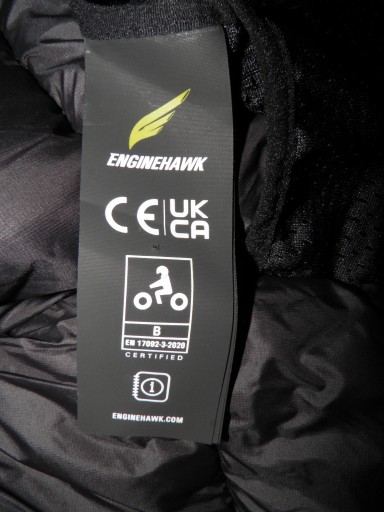 ENGINEHAWK
CE UK
CA
B
EN 17092-3-2020
CERTIFIED
i
ENGINEHAWK.COM